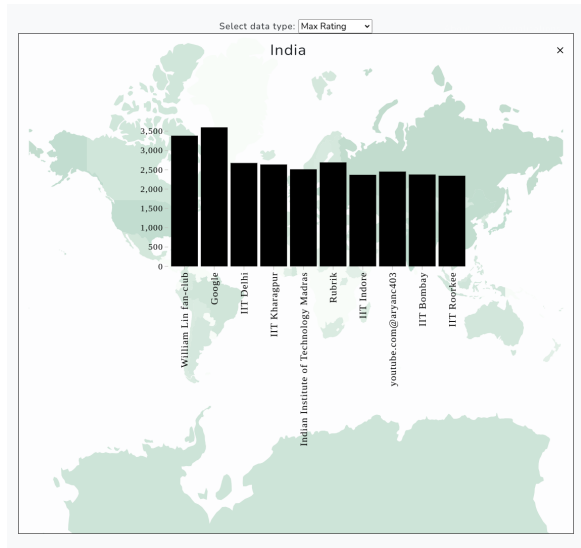 Select data type: Max Rating
India
×
3,500
3,000
2,500
2,000
1,500
1,000
500
0
William Lin fan-club
Google
IIT Delhi
IIT Kharagpur
Indian Institute of Technology Madras
Rubrik
IIT Indore
youtube.com@aryanc403
IIT Bombay
IIT Roorkee